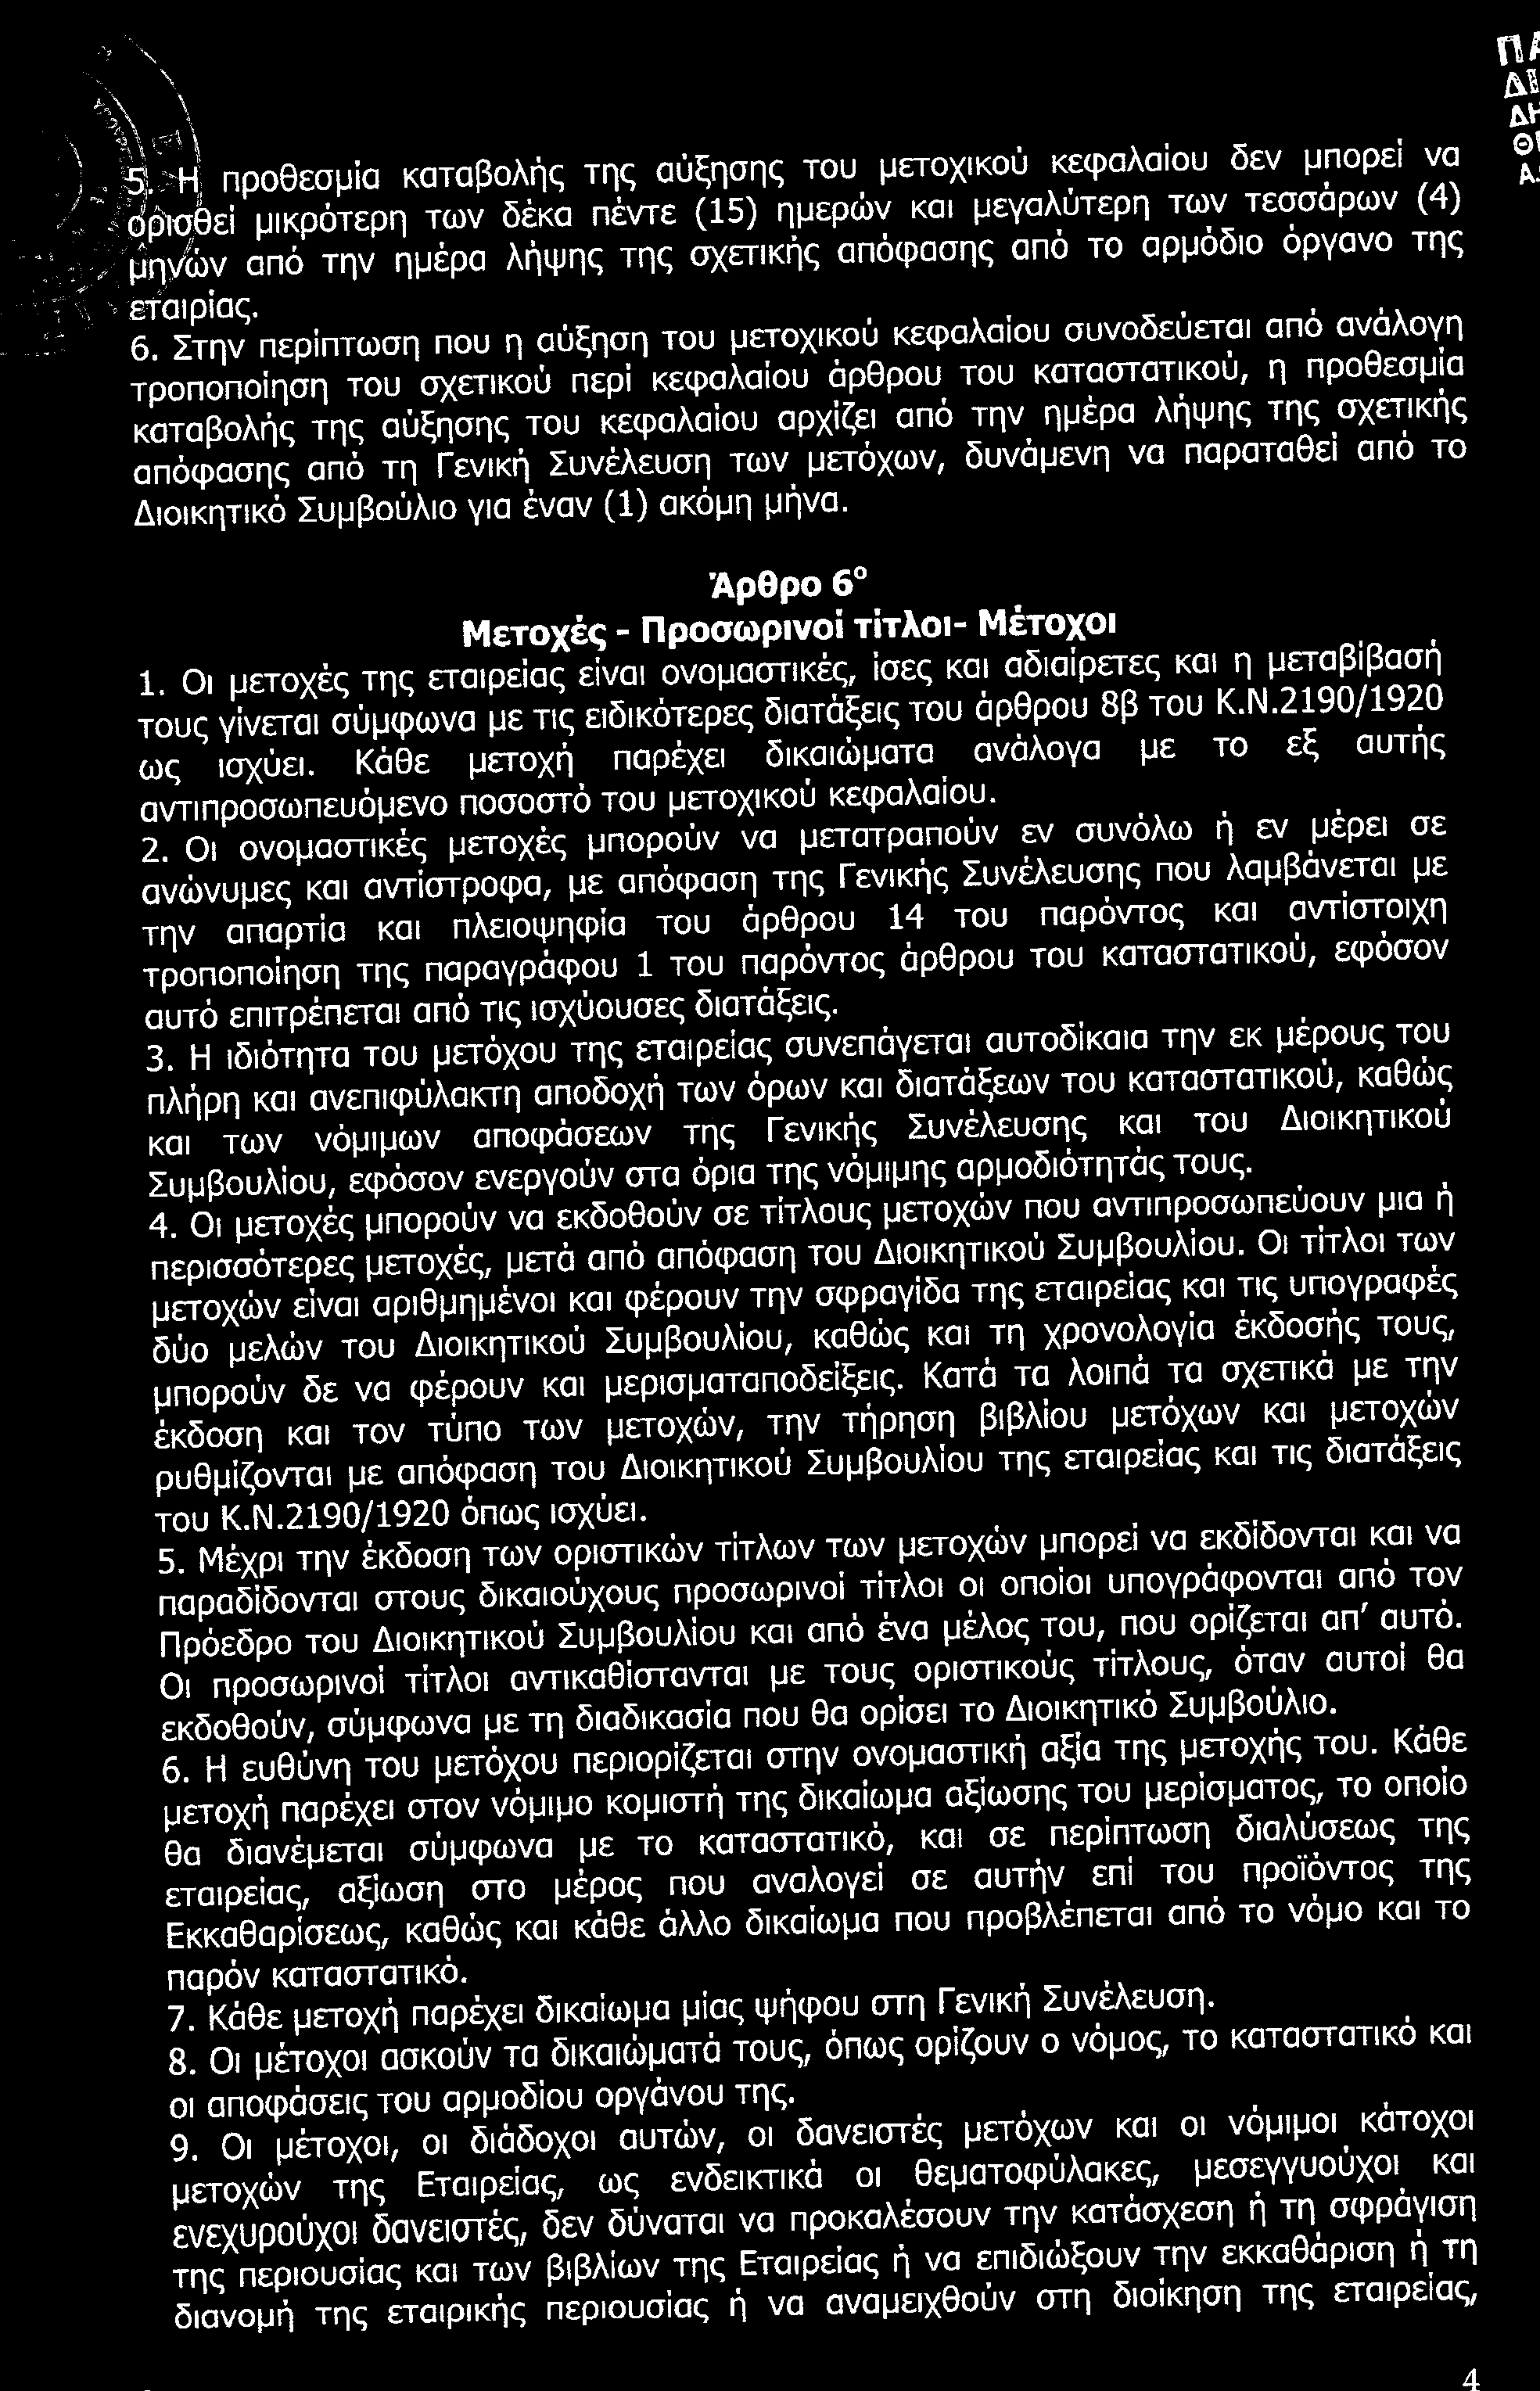 ΠΑ
ΔΙ
ΔΗ
Θ
Α.
5. Η προθεσμία καταβολής της αύξησης του μετοχικού κεφαλαίου δεν μπορεί να
ορισθεί μικρότερη των δέκα πέντε (15) ημερών και μεγαλύτερη των τεσσάρων (4)
μηνών από την ημέρα λήψης της σχετικής απόφασης από το αρμόδιο όργανο της
εταιρίας.
6. Στην περίπτωση που η αύξηση του μετοχικού κεφαλαίου συνοδεύεται από ανάλογη
τροποποίηση του σχετικού περί κεφαλαίου άρθρου του καταστατικού, η προθεσμία
καταβολής της αύξησης του κεφαλαίου αρχίζει από την ημέρα λήψης της σχετικής
απόφασης από τη Γενική Συνέλευση των μετόχων, δυνάμενη να παραταθεί από το
Διοικητικό Συμβούλιο για έναν (1) ακόμη μήνα.
Άρθρο 6°
Μετοχές - Προσωρινοί τίτλοι- Μέτοχοι
1. Οι μετοχές της εταιρείας είναι ονομαστικές, ίσες και αδιαίρετες και η μεταβίβασή
τους γίνεται σύμφωνα με τις ειδικότερες διατάξεις του άρθρου 8β του Κ.Ν.2190/1920
ως ισχύει. Κάθε μετοχή παρέχει δικαιώματα ανάλογα με το εξ αυτής
αντιπροσωπευόμενο ποσοστό του μετοχικού κεφαλαίου.
2. Οι ονομαστικές μετοχές μπορούν να μετατραπούν εν συνόλω ή εν μέρει σε
ανώνυμες και αντίστροφα, με απόφαση της Γενικής Συνέλευσης που λαμβάνεται με
την απαρτία και πλειοψηφία του άρθρου 14 του παρόντος και αντίστοιχη
τροποποίηση της παραγράφου 1 του παρόντος άρθρου του καταστατικού, εφόσον
αυτό επιτρέπεται από τις ισχύουσες διατάξεις.
3. Η ιδιότητα του μετόχου της εταιρείας συνεπάγεται αυτοδίκαια την εκ μέρους του
πλήρη και ανεπιφύλακτη αποδοχή των όρων και διατάξεων του καταστατικού, καθώς
και των νόμιμων αποφάσεων της Γενικής Συνέλευσης και του Διοικητικού
Συμβουλίου, εφόσον ενεργούν στα όρια της νόμιμης αρμοδιότητάς τους.
4. Οι μετοχές μπορούν να εκδοθούν σε τίτλους μετοχών που αντιπροσωπεύουν μια ή
περισσότερες μετοχές, μετά από απόφαση του Διοικητικού Συμβουλίου. Οι τίτλοι των
μετοχών είναι αριθμημένοι και φέρουν την σφραγίδα της εταιρείας και τις υπογραφές
δύο μελών του Διοικητικού Συμβουλίου, καθώς και τη χρονολογία έκδοσής τους,
μπορούν δε να φέρουν και μερισματαποδείξεις. Κατά τα λοιπά τα σχετικά με την
έκδοση και τον τύπο των μετοχών, την τήρηση βιβλίου μετόχων και μετοχών
ρυθμίζονται με απόφαση του Διοικητικού Συμβουλίου της εταιρείας και τις διατάξεις
του Κ.Ν.2190/1920 όπως ισχύει.
5. Μέχρι την έκδοση των οριστικών τίτλων των μετοχών μπορεί να εκδίδονται και να
παραδίδονται στους δικαιούχους προσωρινοί τίτλοι οι οποίοι υπογράφονται από τον
Πρόεδρο του Διοικητικού Συμβουλίου και από ένα μέλος του, που ορίζεται απ' αυτό.
Οι προσωρινοί τίτλοι αντικαθίστανται με τους οριστικούς τίτλους, όταν αυτοί θα
εκδοθούν, σύμφωνα με τη διαδικασία που θα ορίσει το Διοικητικό Συμβούλιο.
6. Η ευθύνη του μετόχου περιορίζεται στην ονομαστική αξία της μετοχής του. Κάθε
μετοχή παρέχει στον νόμιμο κομιστή της δικαίωμα αξίωσης του μερίσματος, το οποίο
θα διανέμεται σύμφωνα με το καταστατικό, και σε περίπτωση διαλύσεως της
εταιρείας, αξίωση στο μέρος που αναλογεί σε αυτήν επί του προϊόντος της
Εκκαθαρίσεως, καθώς και κάθε άλλο δικαίωμα που προβλέπεται από το νόμο και το
παρόν καταστατικό.
7. Κάθε μετοχή παρέχει δικαίωμα μίας ψήφου στη Γενική Συνέλευση.
8. Οι μέτοχοι ασκούν τα δικαιώματά τους, όπως ορίζουν ο νόμος, το καταστατικό και
οι αποφάσεις του αρμοδίου οργάνου της.
9. Οι μέτοχοι, οι διάδοχοι αυτών, οι δανειστές μετόχων και οι νόμιμοι κάτοχοι
μετοχών της Εταιρείας, ως ενδεικτικά οι θεματοφύλακες, μεσεγγυούχοι και
ενεχυρούχοι δανειστές, δεν δύναται να προκαλέσουν την κατάσχεση ή τη σφράγιση
της περιουσίας και των βιβλίων της Εταιρείας ή να επιδιώξουν την εκκαθάριση ή τη
διανομή της εταιρικής περιουσίας ή να αναμειχθούν στη διοίκηση της εταιρείας,
4